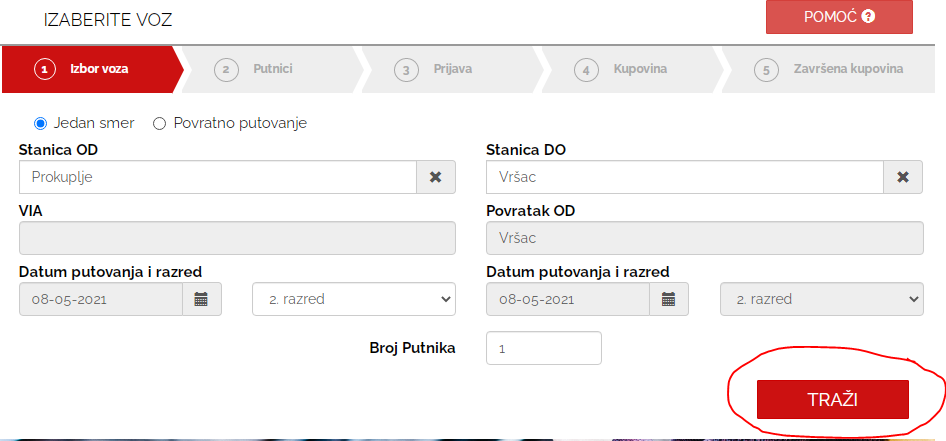 IZABERITE VOZ
POMOĆ ?
1 Izbor voza 2 Putnici 3 Prijava 4 Kupovina 5 Završena kupovina
Jedan smer Povratno putovanje
Stanica OD Stanica DO
Prokuplje Vršac
VIA Povratak OD
Vršac
Datum putovanja i razred Datum putovanja i razred
08-05-2021 2. razred 08-05-2021 2. razred
Broj Putnika 1
TRAŽI